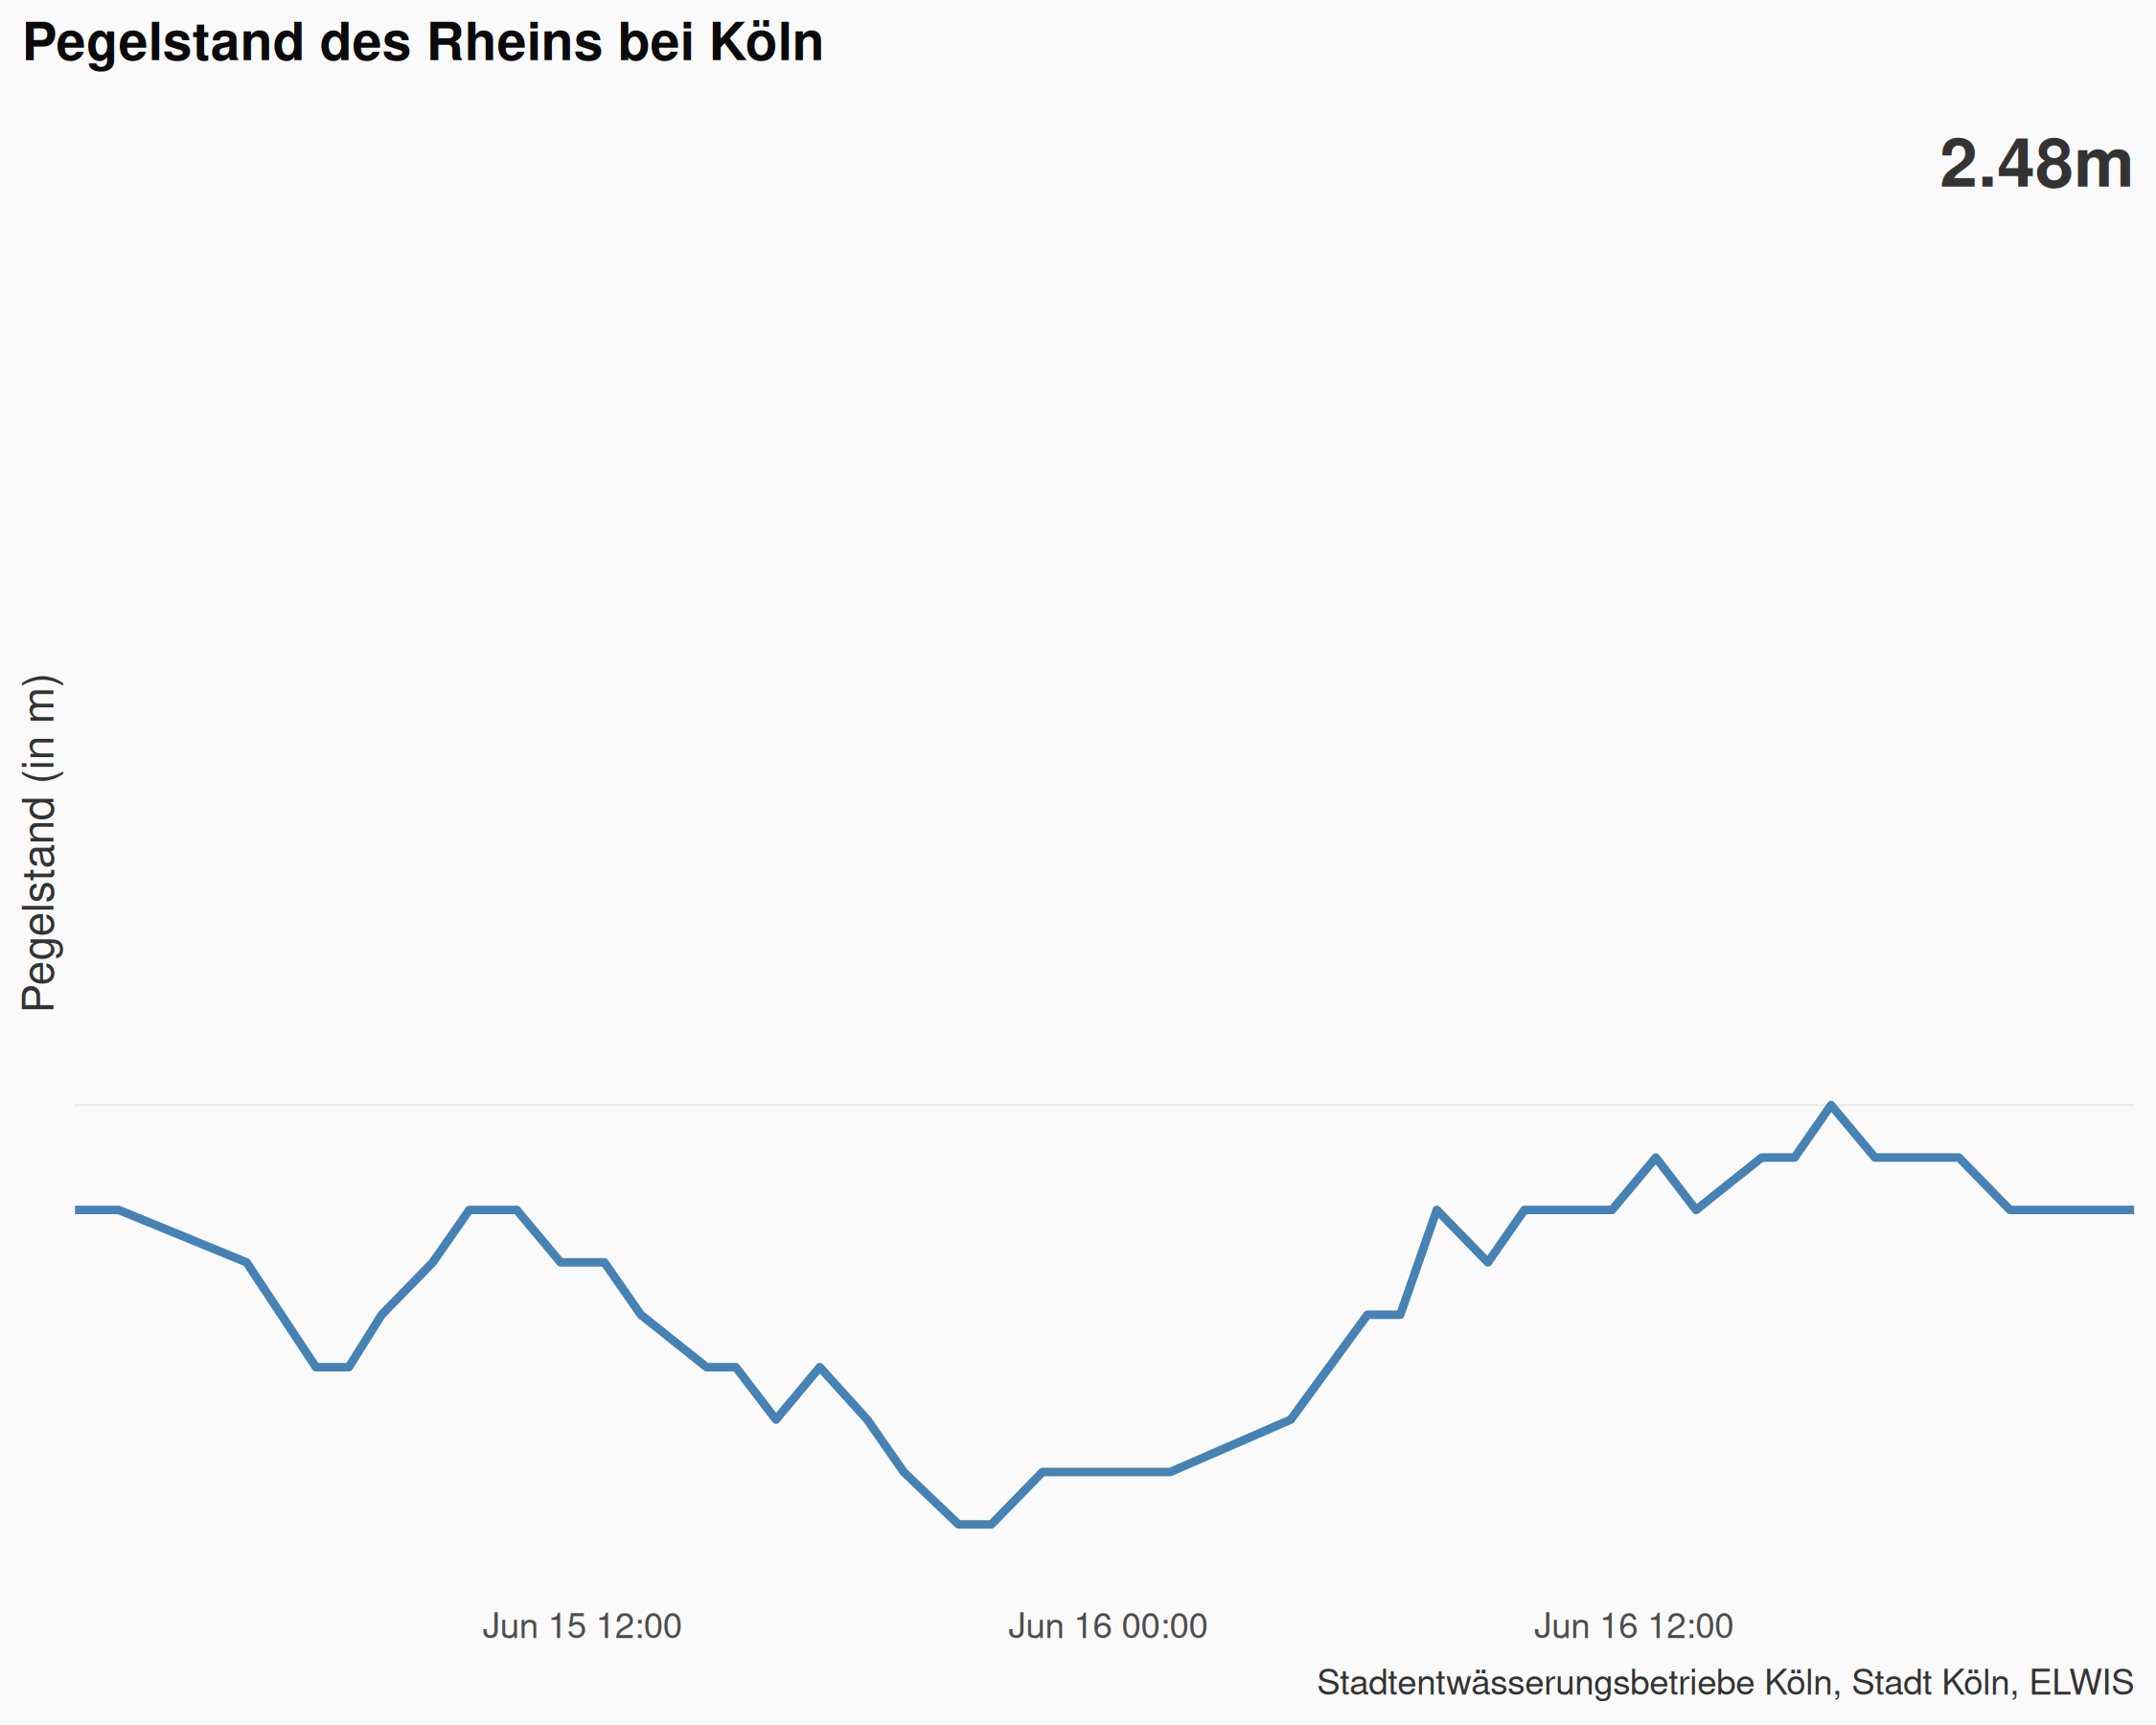 Pegelstand des Rheins bei Köln
2.48m
Pegelstand (in m)
Jun 15 12:00
Jun 16 00:00
Jun 16 12:00
Stadtentwässerungsbetriebe Köln, Stadt Köln, ELWIS